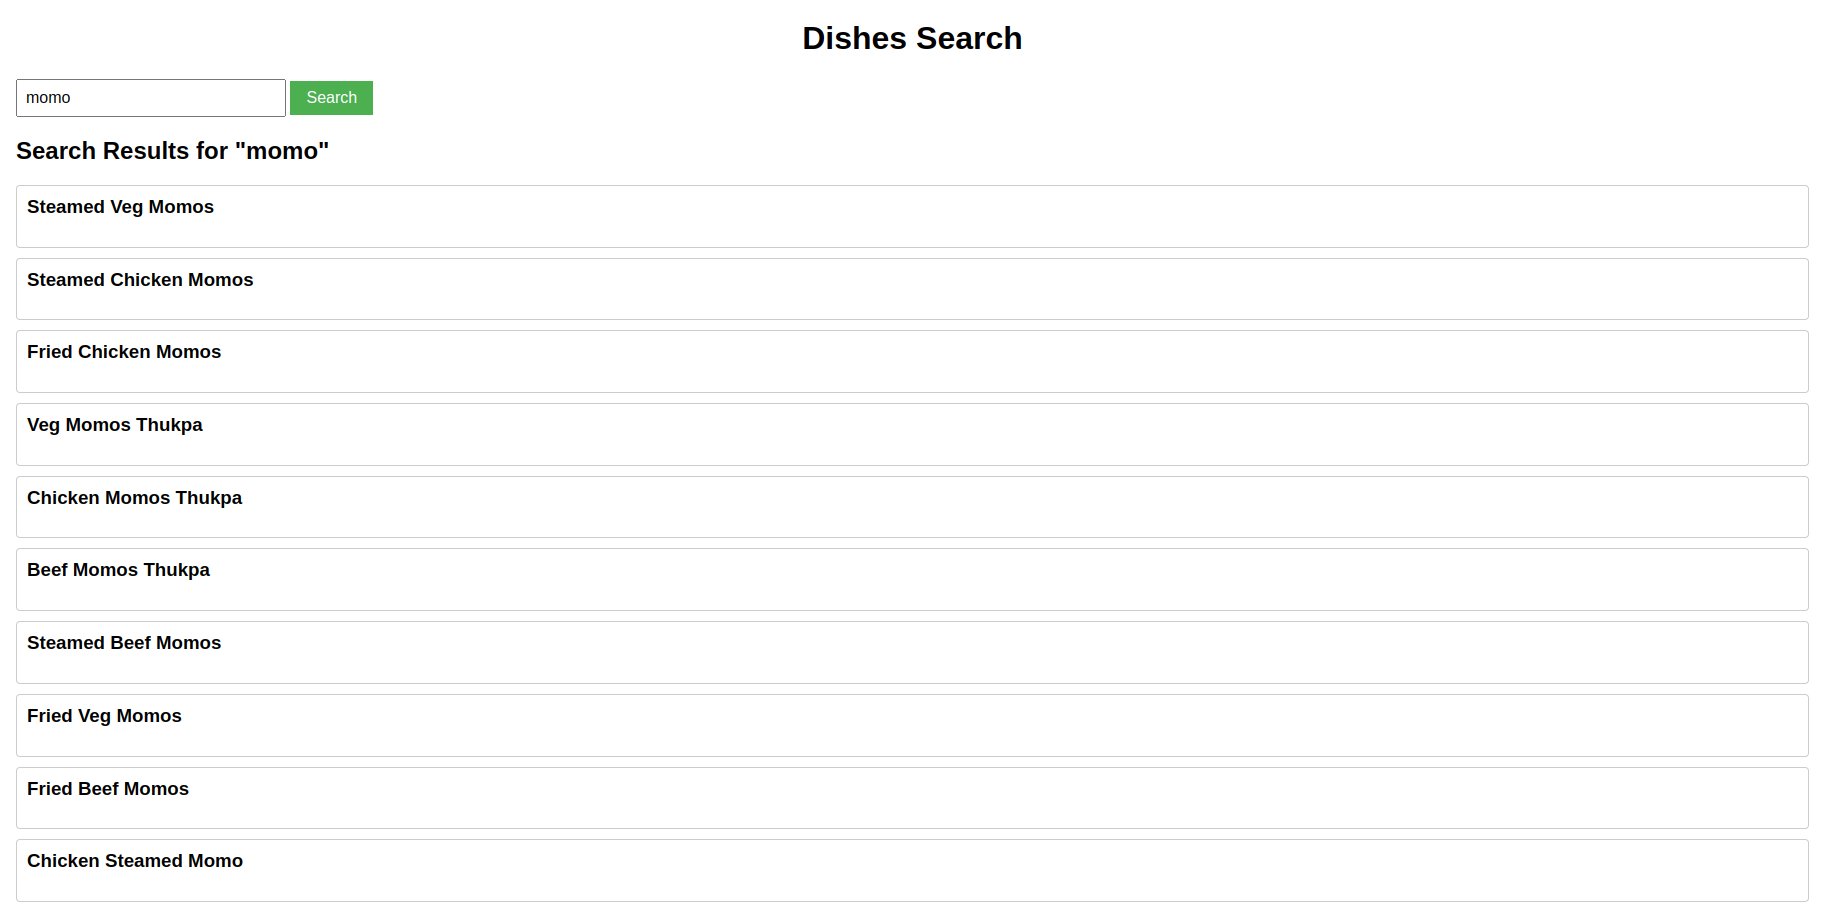 Dishes Search
momo Search
Search Results for "momo"
Steamed Veg Momos
Steamed Chicken Momos
Fried Chicken Momos
Veg Momos Thukpa
Chicken Momos Thukpa
Beef Momos Thukpa
Steamed Beef Momos
Fried Veg Momos
Fried Beef Momos
Chicken Steamed Momo